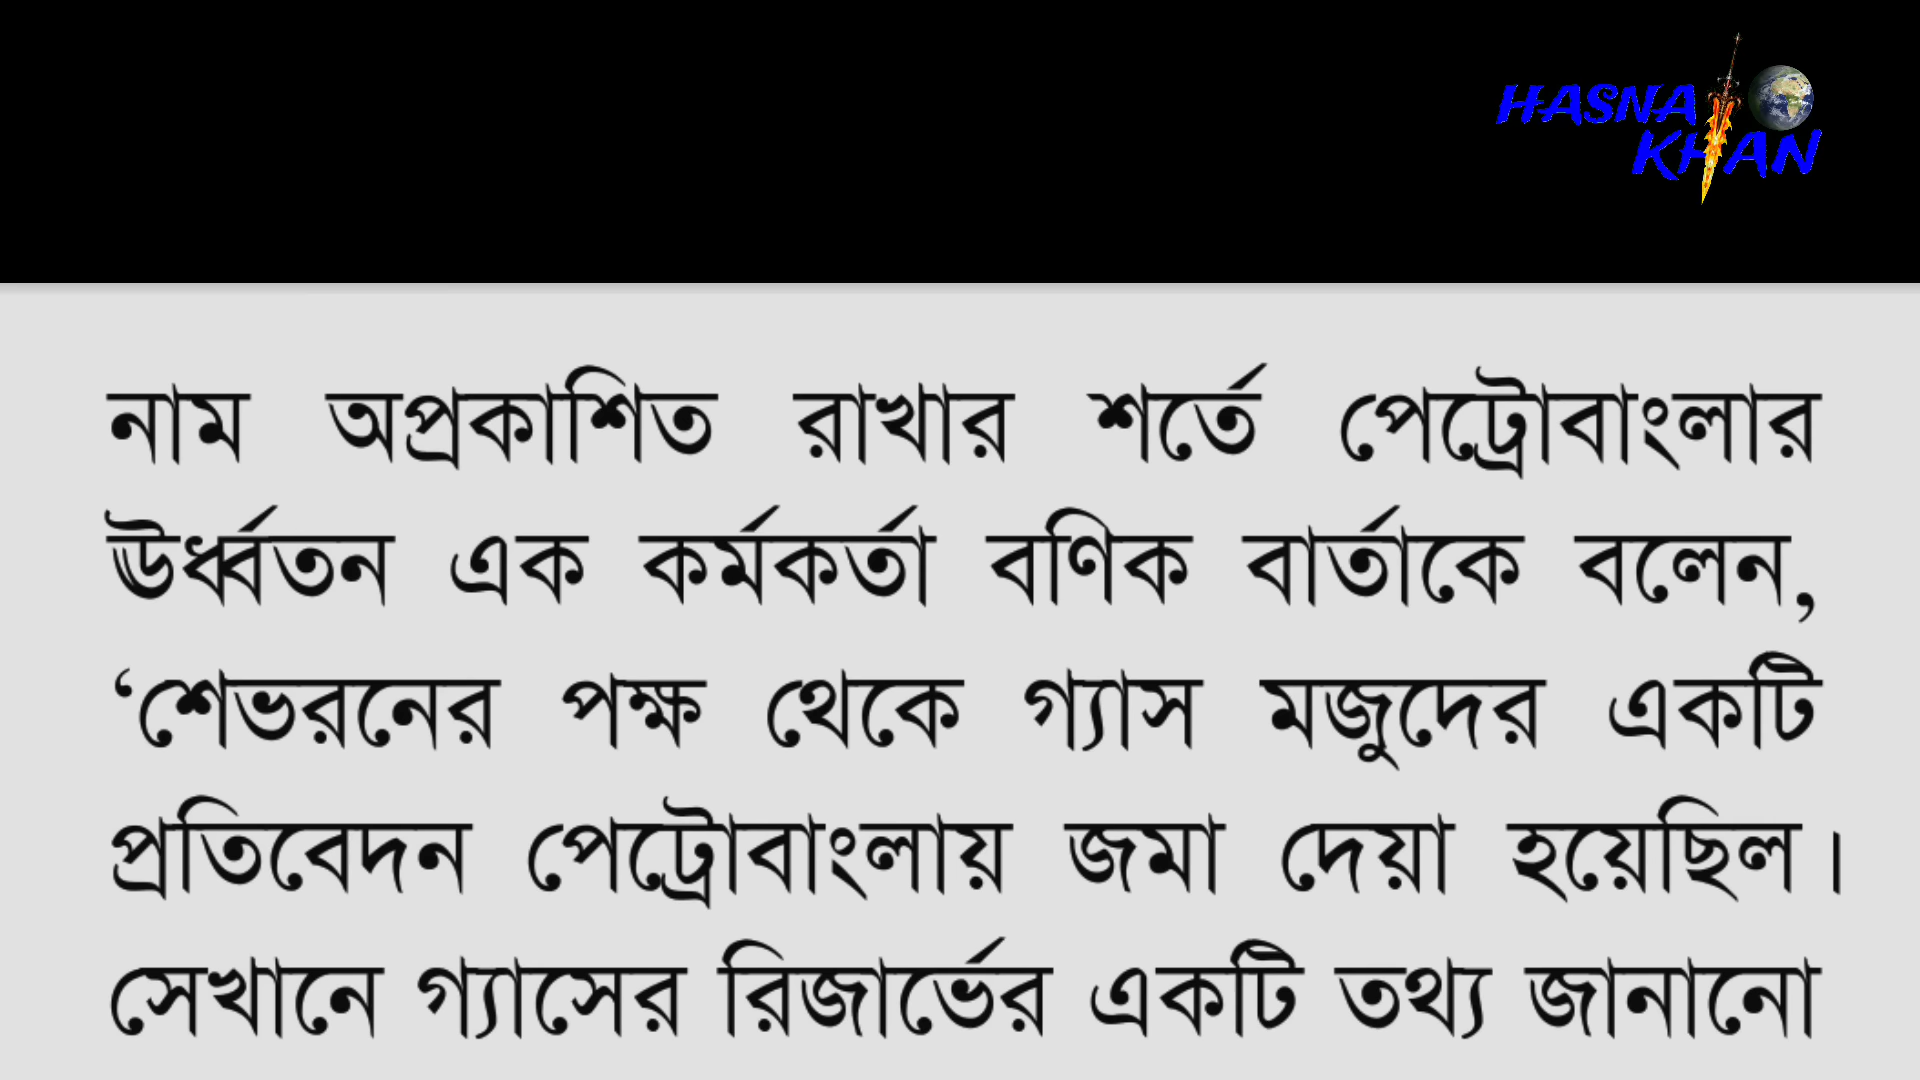 HASNA
KHAN
নাম অপ্রকাশিত রাখার শর্তে পেট্রোবাংলার
ঊর্ধ্বতন এক কর্মকর্তা বণিক বার্তাকে বলেন,
‘শেভরনের পক্ষ থেকে গ্যাস মজুদের একটি
প্রতিবেদন পেট্রোবাংলায় জমা দেয়া হয়েছিল।
সেখানে গ্যাসের রিজার্ভের একটি তথ্য জানানো